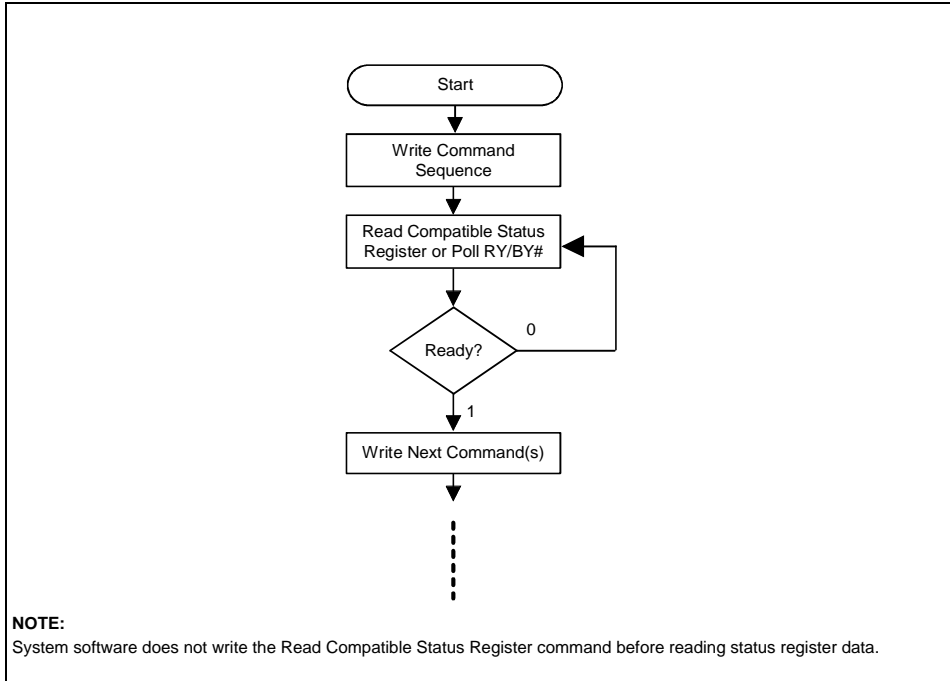 Start
Write Command
Sequence
Read Compatible Status
Register or Poll RY/BY#
0
Ready?
1
Write Next Command(s)
NOTE:
System software does not write the Read Compatible Status Register command before reading status register data.